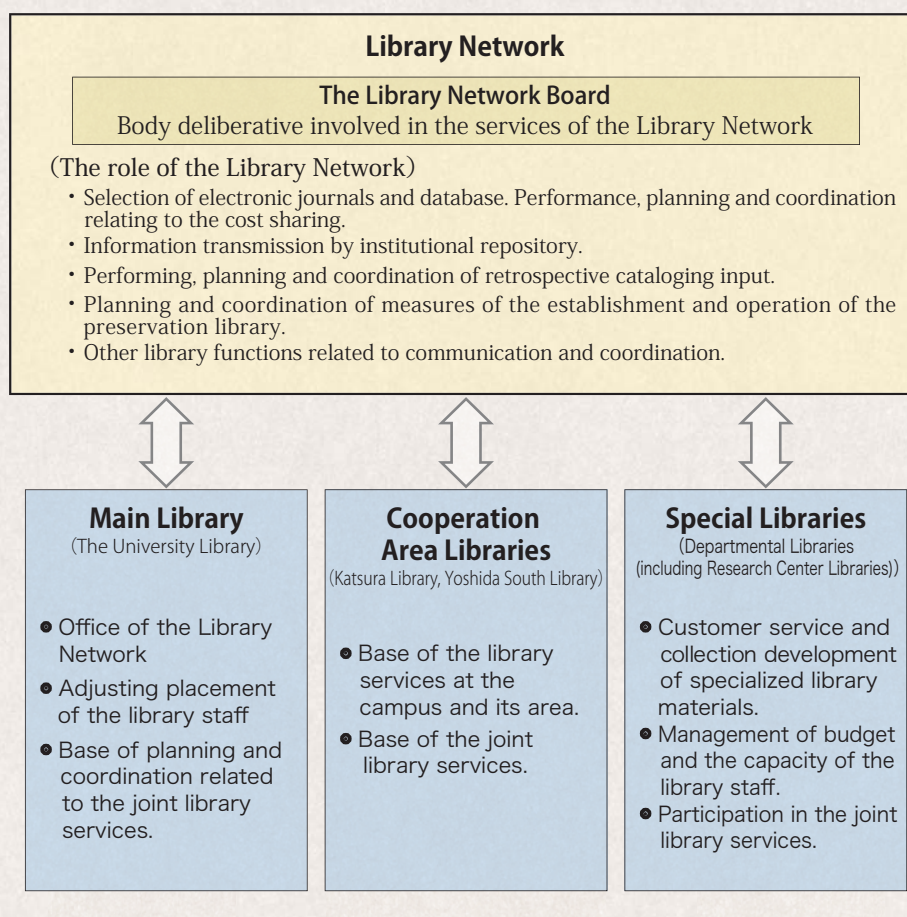 Library Network
The Library Network Board
Body deliberative involved in the services of the Library Network
(The role of the Library Network)
・Selection of electronic journals and database. Performance, planning and coordination
relating to the cost sharing.
・Information transmission by institutional repository.
・Performing, planning and coordination of retrospective cataloging input.
・Planning and coordination of measures of the establishment and operation of the
preservation library.
・Other library functions related to communication and coordination.
Main Library
(The University Library)
● Office of the Library
Network
● Adjusting placement
of the library staff
● Base of planning and
coordination related
to the joint library
services.
Cooperation
Area Libraries
(Katsura Library, Yoshida South Library)
● Base of the library
services at the
campus and its area.
● Base of the joint
library services.
Special Libraries
(Departmental Libraries
(including Research Center Libraries))
● Customer service and
collection development
of specialized library
materials.
● Management of budget
and the capacity of the
library staff.
● Participation in the joint
library services.